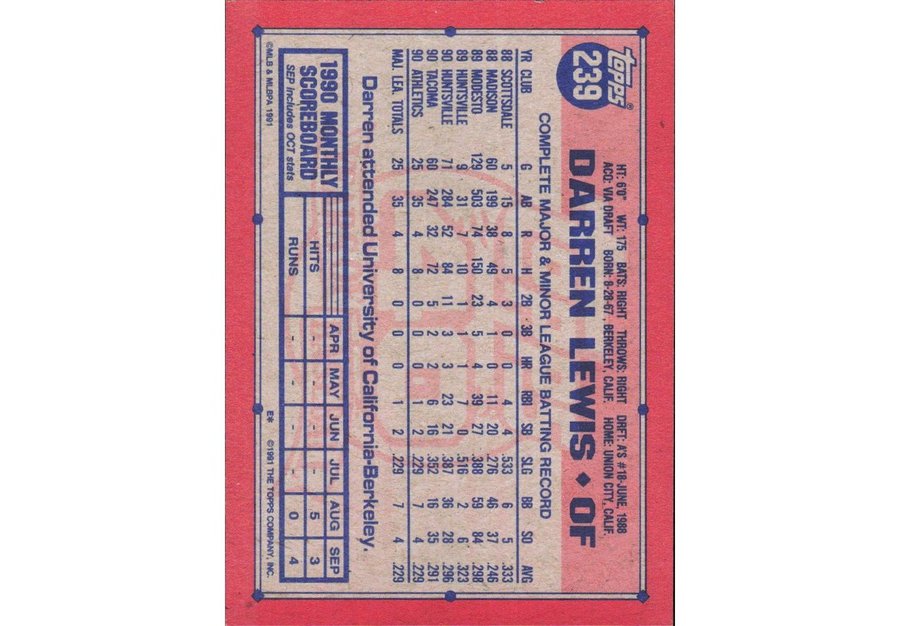 topps®
239
DARREN LEWIS ♦ OF
HT: 6'0" WT: 175 BATS: RIGHT THROWS: RIGHT DRFT: A'S #18-JUNE, 1988
ACQ: VIA DRAFT BORN: 8-28-67, BERKELEY, CALIF. HOME: UNION CITY, CALIF.
COMPLETE MAJOR & MINOR LEAGUE BATTING RECORD
YR CLUB G AB R H 2B 3B HR RBI SB SLG BB SO AVG
88 SCOTTSDALE 5 15 8 5 3 0 0 4 4 .533 6 5 .333
88 MADISON 60 199 38 49 4 1 0 11 20 .276 46 37 .246
89 MODESTO 129 503 74 150 23 5 4 39 27 .388 59 84 .298
89 HUNTSVILLE 9 31 7 10 1 1 1 7 0 .516 2 6 .323
90 HUNTSVILLE 71 284 52 84 11 3 3 23 21 .387 36 28 .296
90 TACOMA 60 247 32 72 5 2 2 6 16 .352 16 35 .291
90 ATHLETICS 25 35 4 8 0 0 0 1 2 .229 7 4 .229
MAJ. LEA. TOTALS 25 35 4 8 0 0 0 1 2 .229 7 4 .229
Darren attended University of California-Berkeley.
1990 MONTHLY
SCOREBOARD
SEP includes OCT stats
APR MAY JUN JUL AUG SEP
HITS - - - - 5 3
RUNS - - - - 0 4
©MLB & MLBPA 1991
E* ©1991 THE TOPPS COMPANY, INC.